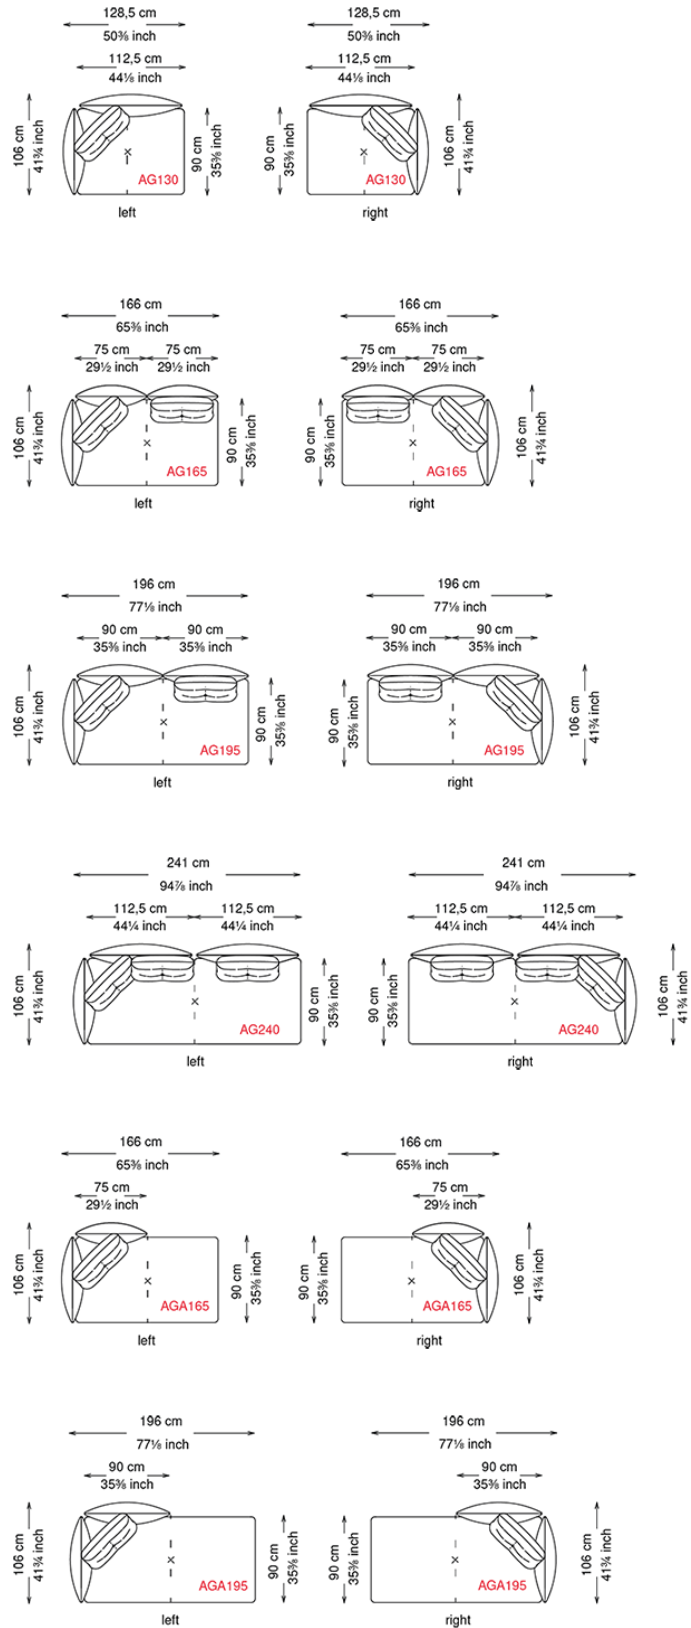 128,5 cm
50⅜ inch
112,5 cm
44⅛ inch
106 cm
41¾ inch
90 cm
35⅜ inch
AG130
left
128,5 cm
50⅜ inch
112,5 cm
44⅛ inch
90 cm
35⅜ inch
106 cm
41¾ inch
AG130
right
166 cm
65⅜ inch
75 cm
29½ inch
75 cm
29½ inch
106 cm
41¾ inch
90 cm
35⅜ inch
AG165
left
166 cm
65⅜ inch
75 cm
29½ inch
75 cm
29½ inch
90 cm
35⅜ inch
106 cm
41¾ inch
AG165
right
196 cm
77⅛ inch
90 cm
35⅜ inch
90 cm
35⅜ inch
106 cm
41¾ inch
90 cm
35⅜ inch
AG195
left
196 cm
77⅛ inch
90 cm
35⅜ inch
90 cm
35⅜ inch
90 cm
35⅜ inch
106 cm
41¾ inch
AG195
right
241 cm
94⅞ inch
112,5 cm
44¼ inch
112,5 cm
44¼ inch
106 cm
41¾ inch
90 cm
35⅜ inch
AG240
left
241 cm
94⅞ inch
112,5 cm
44¼ inch
112,5 cm
44¼ inch
90 cm
35⅜ inch
106 cm
41¾ inch
AG240
right
166 cm
65⅜ inch
75 cm
29½ inch
106 cm
41¾ inch
90 cm
35⅜ inch
AGA165
left
166 cm
65⅜ inch
75 cm
29½ inch
90 cm
35⅜ inch
106 cm
41¾ inch
AGA165
right
196 cm
77⅛ inch
90 cm
35⅜ inch
106 cm
41¾ inch
90 cm
35⅜ inch
AGA195
left
196 cm
77⅛ inch
90 cm
35⅜ inch
90 cm
35⅜ inch
106 cm
41¾ inch
AGA195
right